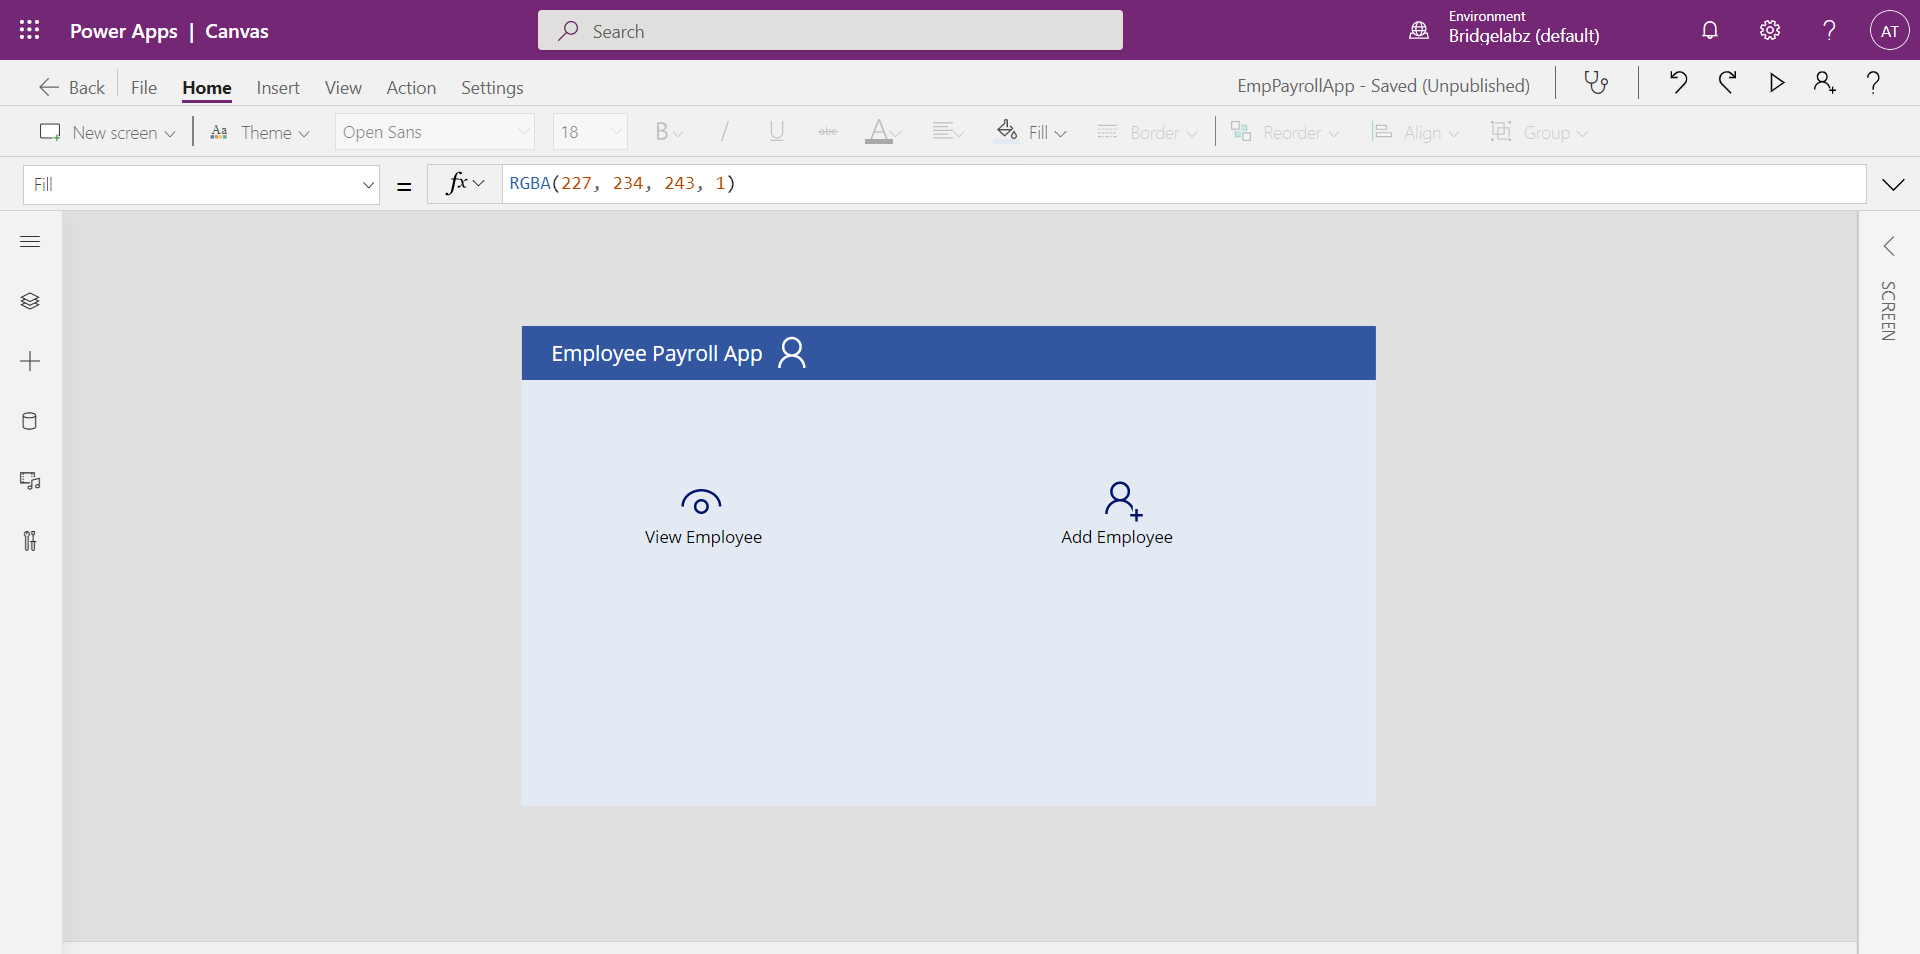 Power Apps | Canvas
Search
Environment
Bridgelabz (default)
AT
Back
File
Home
Insert
View
Action
Settings
EmpPayrollApp - Saved (Unpublished)
New screen
Aa
Theme
Open Sans
18
B
/
U
abc
A
Fill
Border
Reorder
Align
Group
Fill
=
fx
RGBA(227, 234, 243, 1)
SCREEN
Employee Payroll App
View Employee
Add Employee